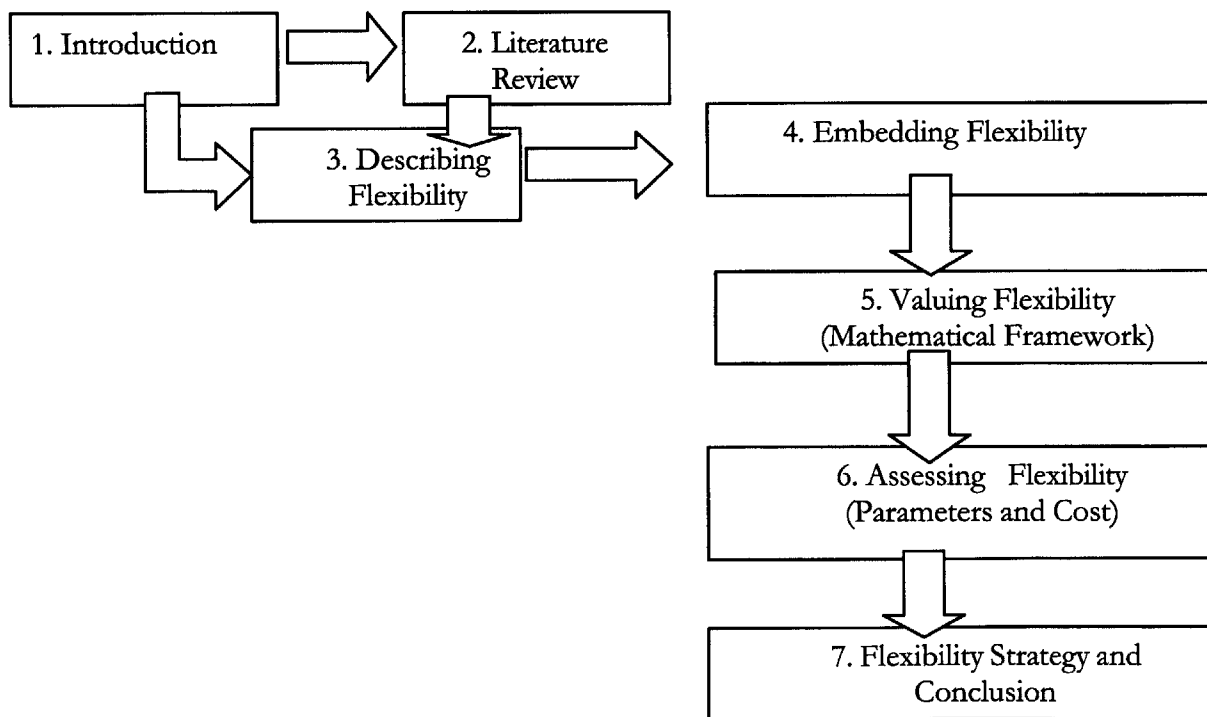 1. Introduction
2. Literature
Review
3. Describing
Flexibility
4. Embedding Flexibility
5. Valuing Flexibility
(Mathematical Framework)
6. Assessing Flexibility
(Parameters and Cost)
7. Flexibility Strategy and
Conclusion